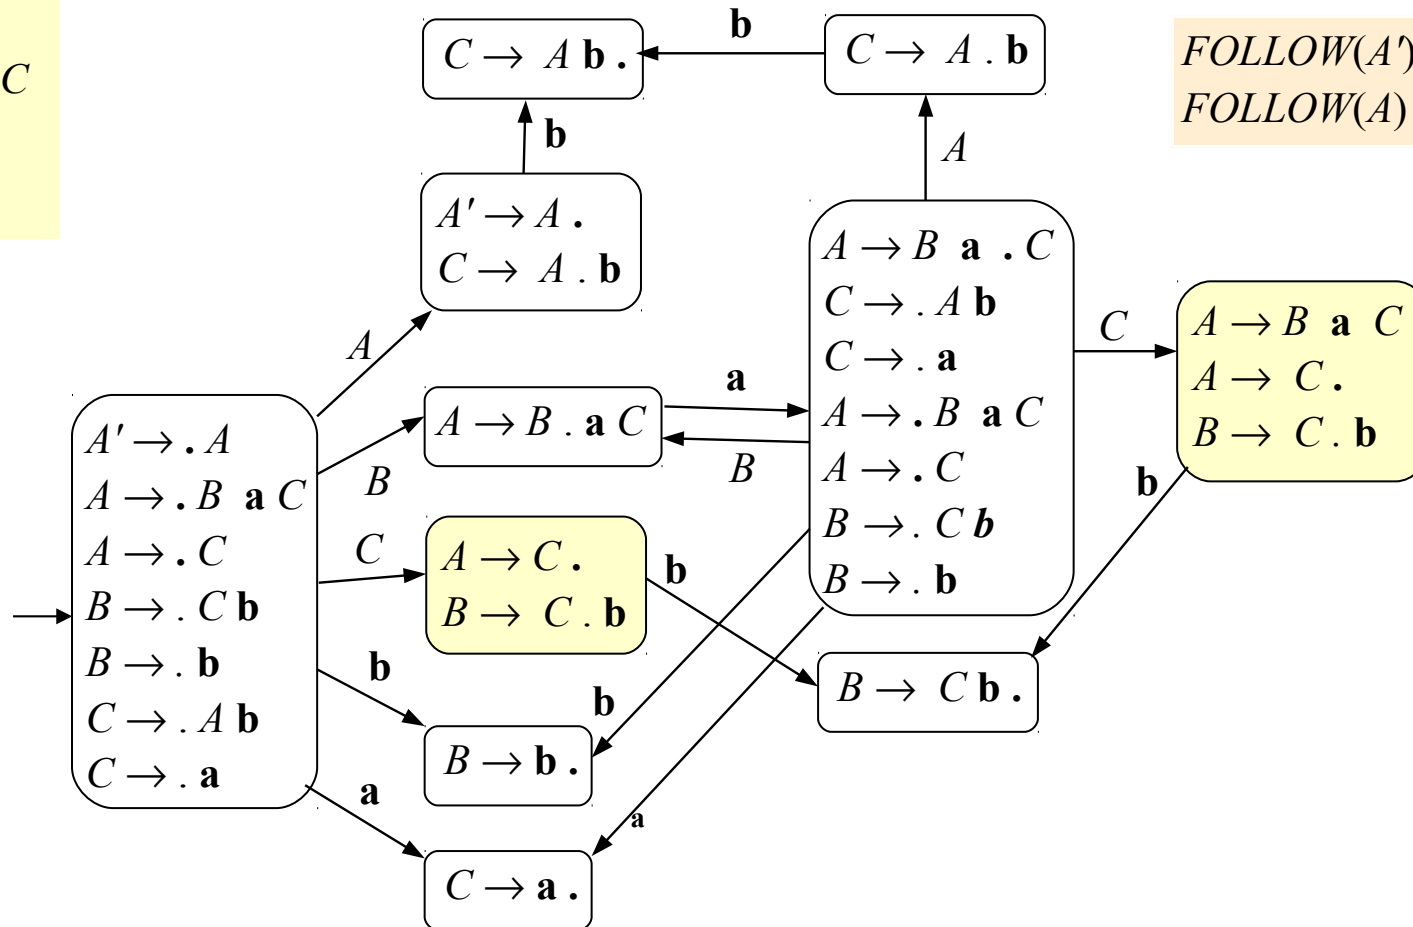 C
b
C → A b .
C → A . b
FOLLOW(A')
FOLLOW(A)
b
A
A' → A .
C → A . b
A → B a . C
C → . A b
C → . a
A → . B a C
A → . C
B → . C b
B → . b
C
A → B a C
A → C .
B → C . b
A
a
A → B . a C
B
B
b
A' → . A
A → . B a C
A → . C
B → . C b
B → . b
C → . A b
C → . a
C
A → C .
B → C . b
b
B → C b .
b
b
B → b .
a
a
C → a .